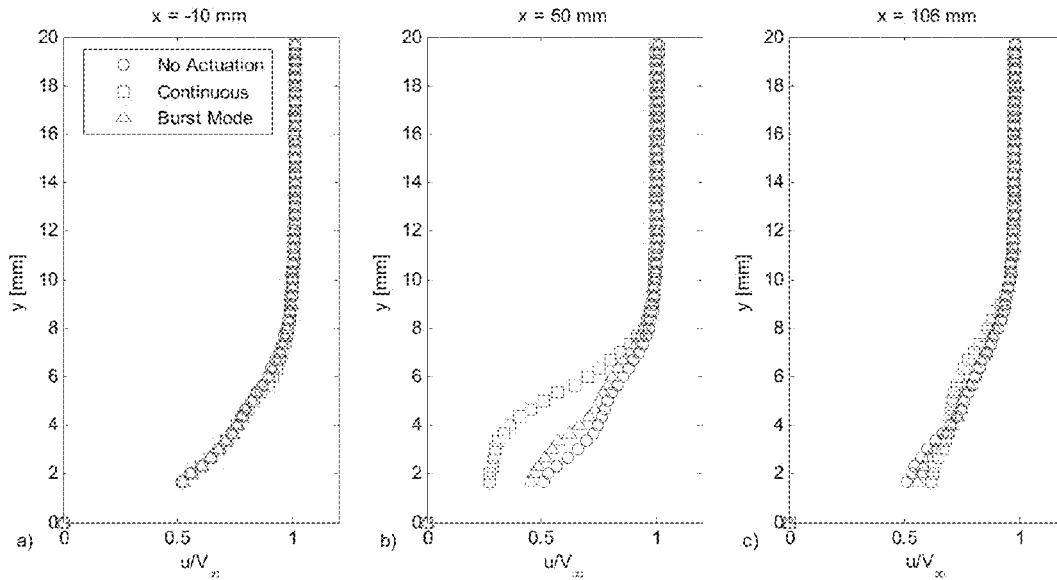 x = -10 mm
20
18
16
14
12
10
8
6
4
2
0
y [mm]
No Actuation
Continuous
Burst Mode
0
0.5
1
u/V∞
a)
x = 50 mm
20
18
16
14
12
10
8
6
4
2
0
y [mm]
0
0.5
1
u/V∞
b)
x = 106 mm
20
18
16
14
12
10
8
6
4
2
0
y [mm]
0
0.5
1
u/V∞
c)